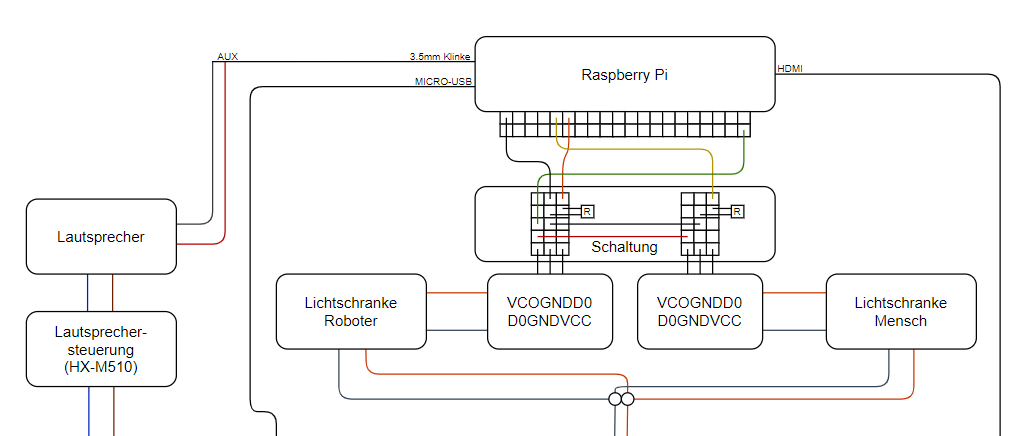 AUX
3.5mm Klinke
MICRO-USB
Raspberry Pi
HDMI
Lautsprecher
R
R
Schaltung
Lichtschranke
Roboter
VCOGNDD0
D0GNDVCC
VCOGNDD0
D0GNDVCC
Lichtschranke
Mensch
Lautsprecher-
steuerung
(HX-M510)